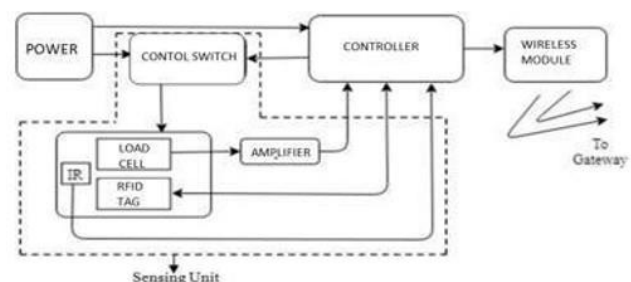 POWER
CONTOL SWITCH
CONTROLLER
WIRELESS
MODULE
LOAD
CELL
AMPLIFIER
IR
RFID
TAG
To
Gateway
Sensing Unit